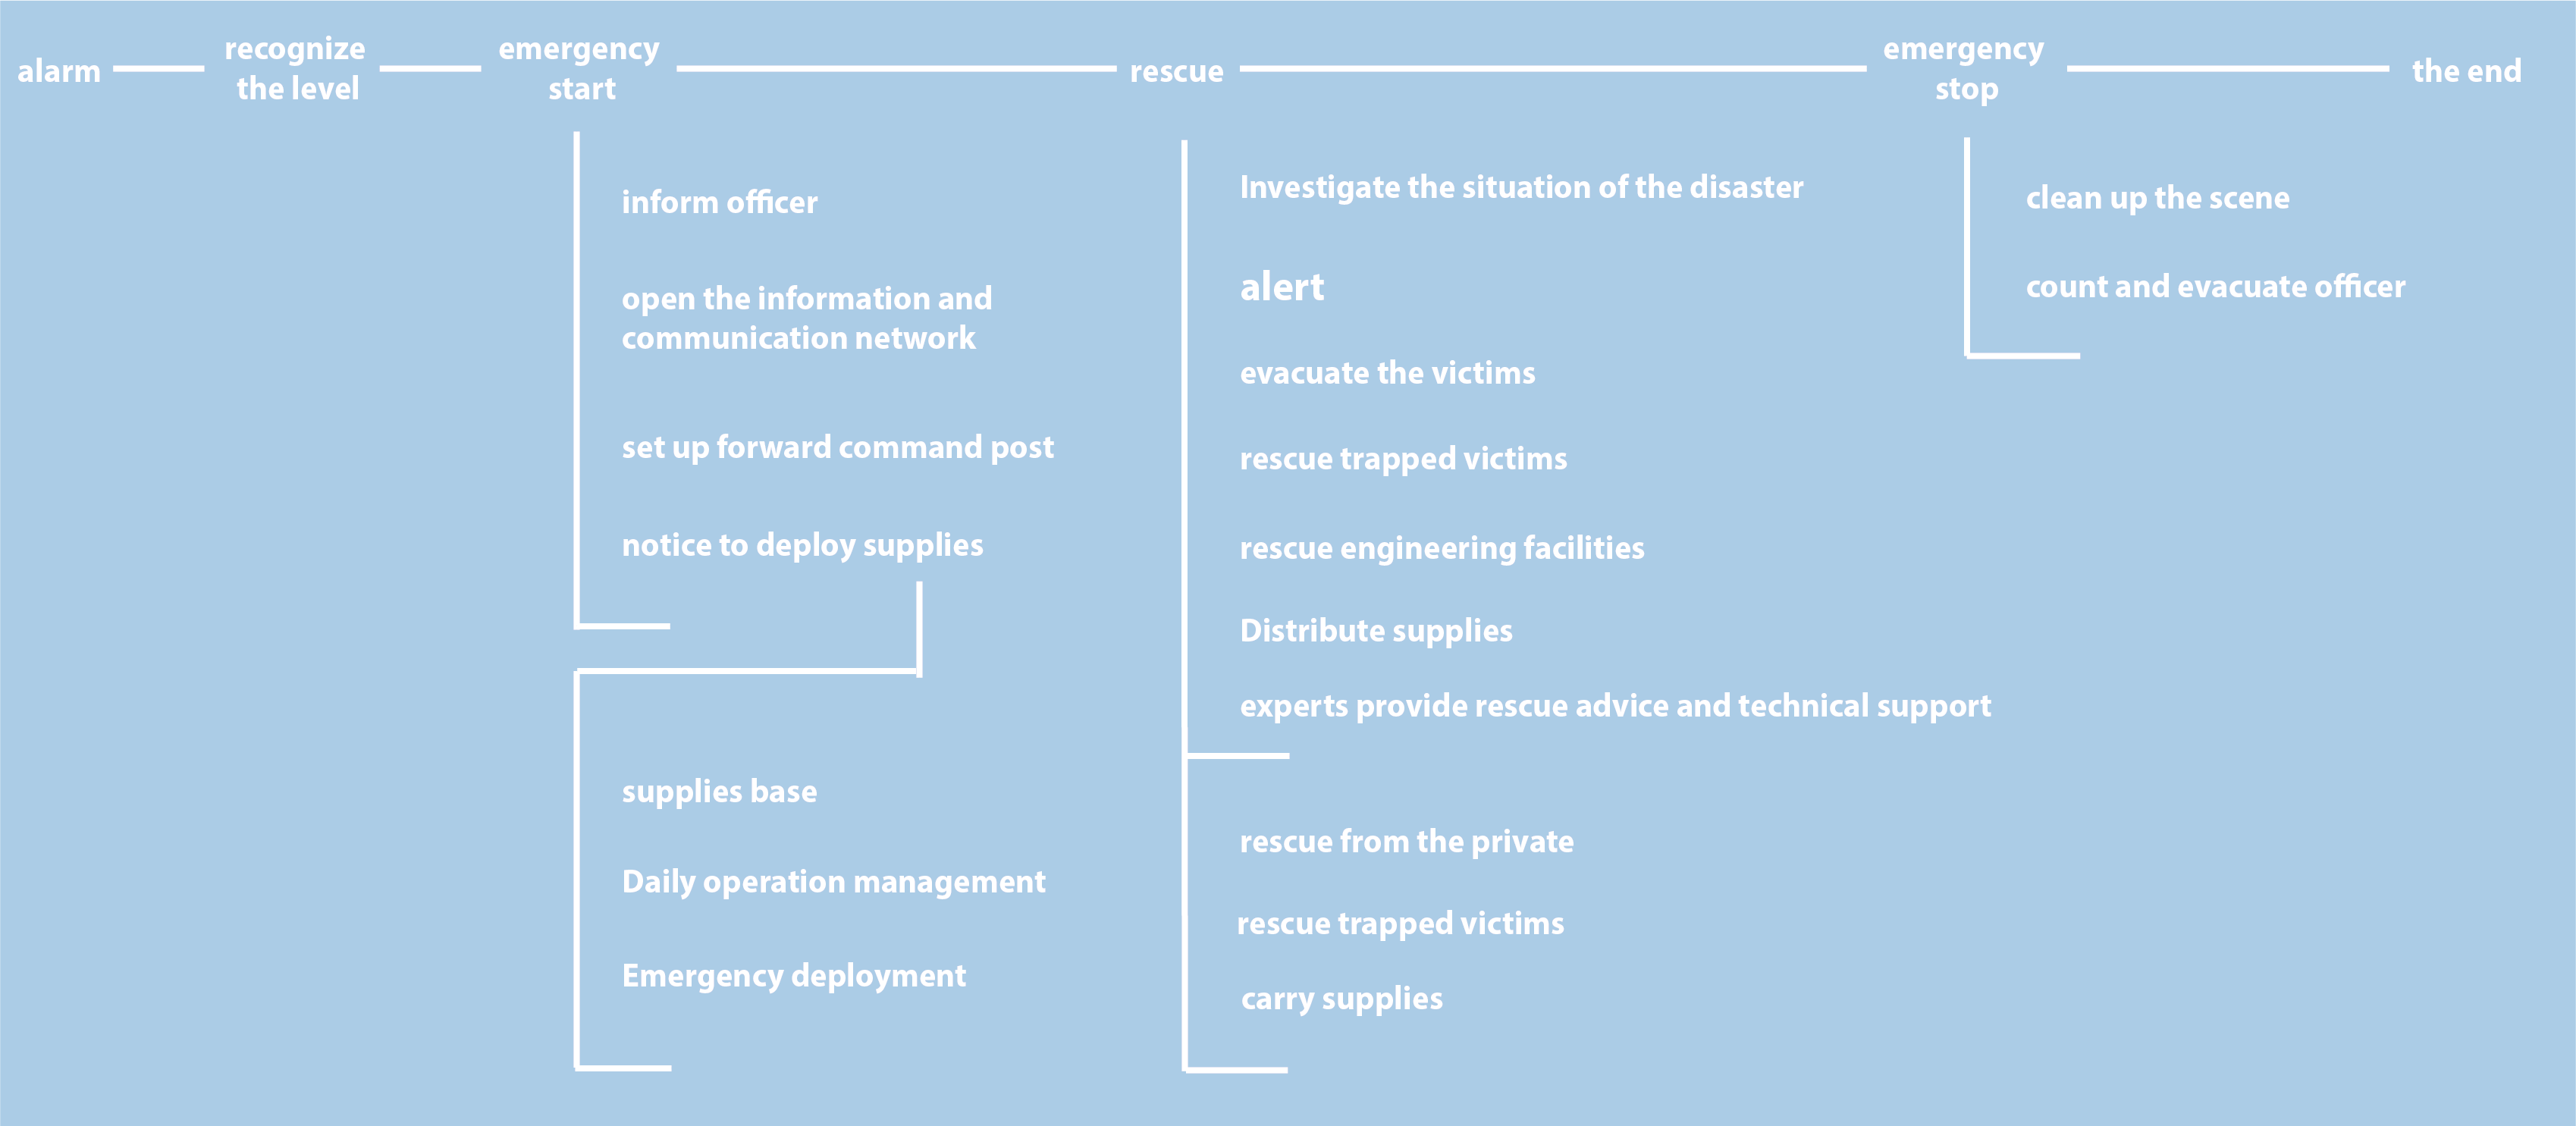 alarm
recognize
the level
emergency
start
rescue
emergency
stop
the end
inform officer
open the information and
communication network
set up forward command post
notice to deploy supplies
supplies base
Daily operation management
Emergency deployment
Investigate the situation of the disaster
alert
evacuate the victims
rescue trapped victims
rescue engineering facilities
Distribute supplies
experts provide rescue advice and technical support
rescue from the private
rescue trapped victims
carry supplies
clean up the scene
count and evacuate officer